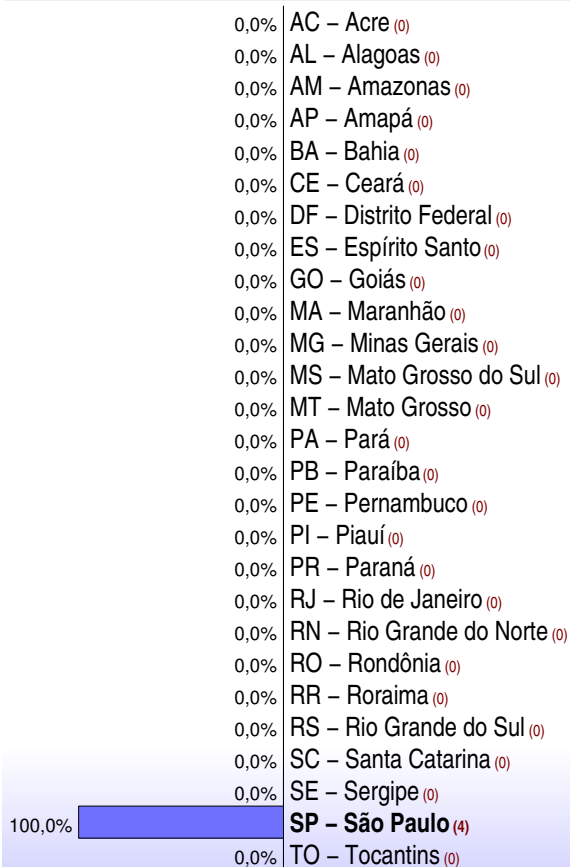 0,0% AC – Acre (0)
0,0% AL – Alagoas (0)
0,0% AM – Amazonas (0)
0,0% AP – Amapá (0)
0,0% BA – Bahia (0)
0,0% CE – Ceará (0)
0,0% DF – Distrito Federal (0)
0,0% ES – Espírito Santo (0)
0,0% GO – Goiás (0)
0,0% MA – Maranhão (0)
0,0% MG – Minas Gerais (0)
0,0% MS – Mato Grosso do Sul (0)
0,0% MT – Mato Grosso (0)
0,0% PA – Pará (0)
0,0% PB – Paraíba (0)
0,0% PE – Pernambuco (0)
0,0% PI – Piauí (0)
0,0% PR – Paraná (0)
0,0% RJ – Rio de Janeiro (0)
0,0% RN – Rio Grande do Norte (0)
0,0% RO – Rondônia (0)
0,0% RR – Roraima (0)
0,0% RS – Rio Grande do Sul (0)
0,0% SC – Santa Catarina (0)
0,0% SE – Sergipe (0)
100,0% SP – São Paulo (4)
0,0% TO – Tocantins (0)